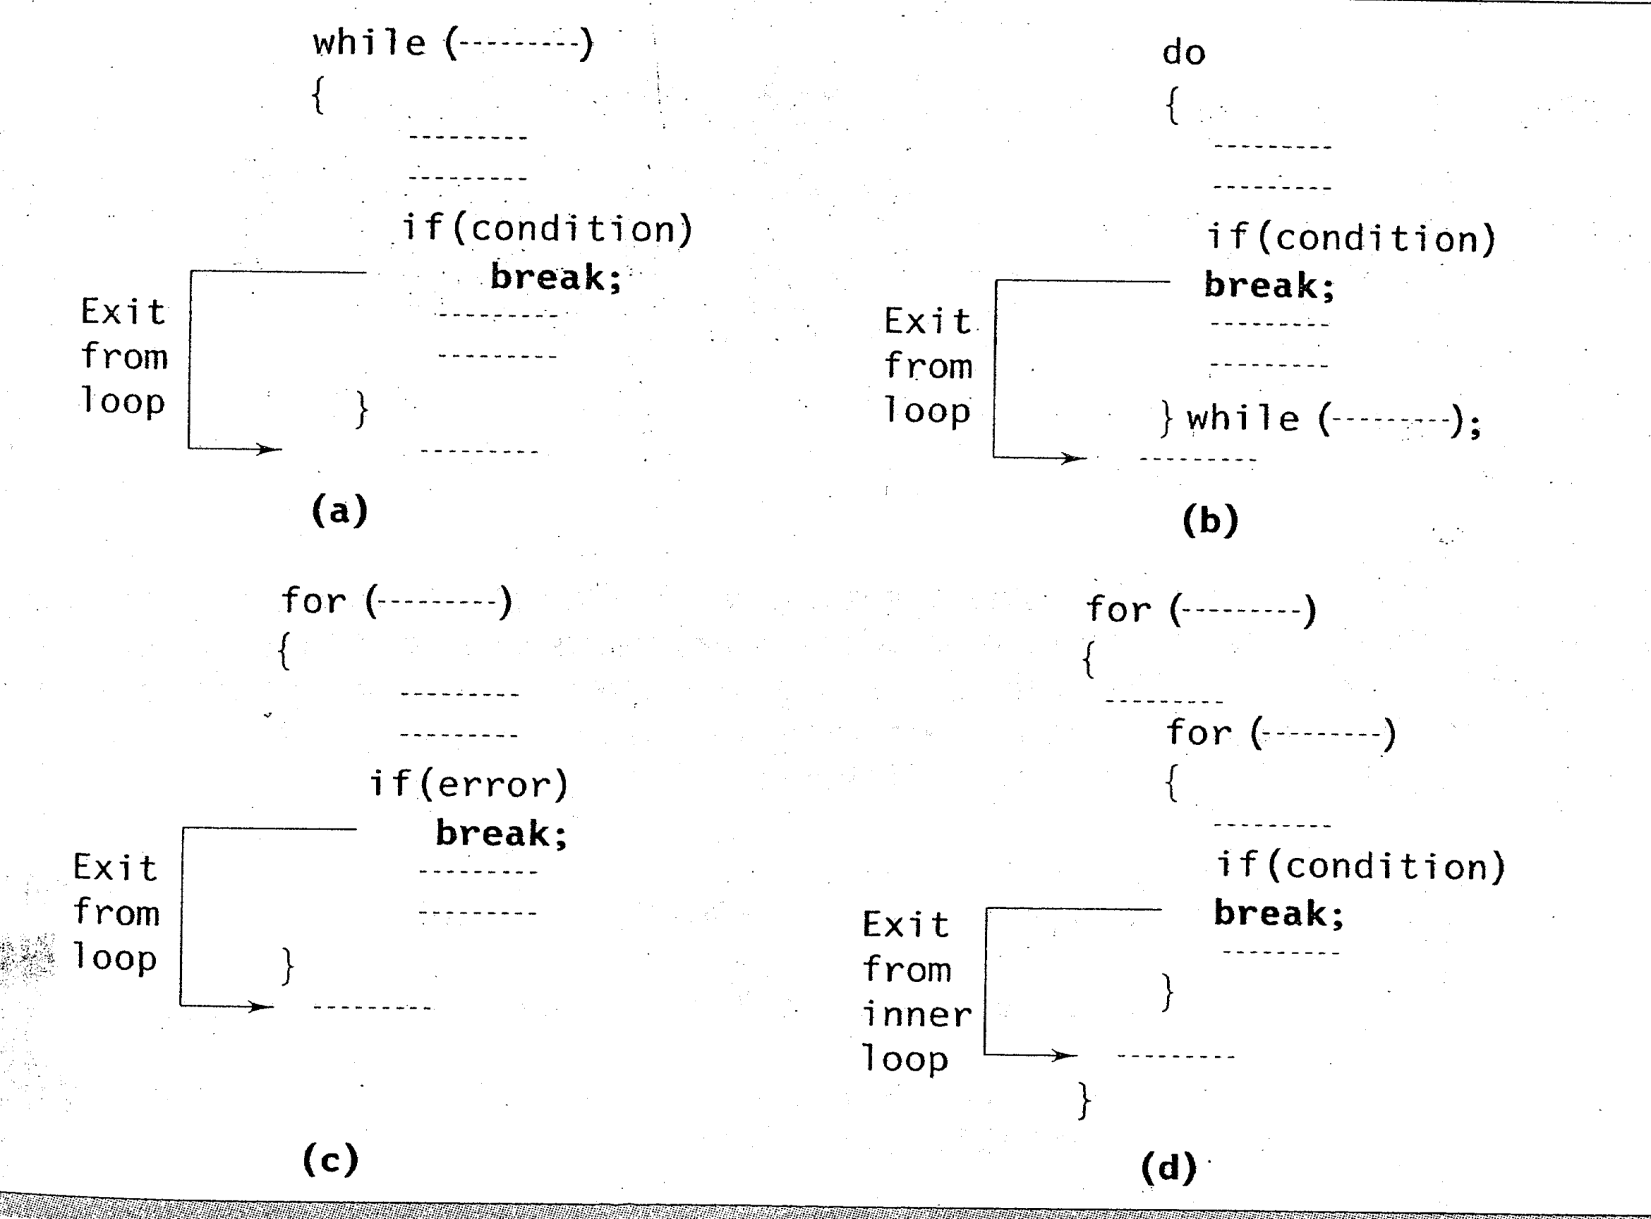 while (---------)
{
---------
---------
if(condition)
break;
---------
---------
Exit
from
loop
}
---------
(a)
do
{
---------
---------
if(condition)
break;
---------
---------
Exit
from
loop
} while (---------);
---------
(b)
for (---------)
{
---------
---------
if(error)
break;
---------
---------
Exit
from
loop
}
---------
(c)
for (---------)
{
---------
for (---------)
{
---------
if(condition)
break;
---------
Exit
from
inner
loop
}
---------
}
(d)